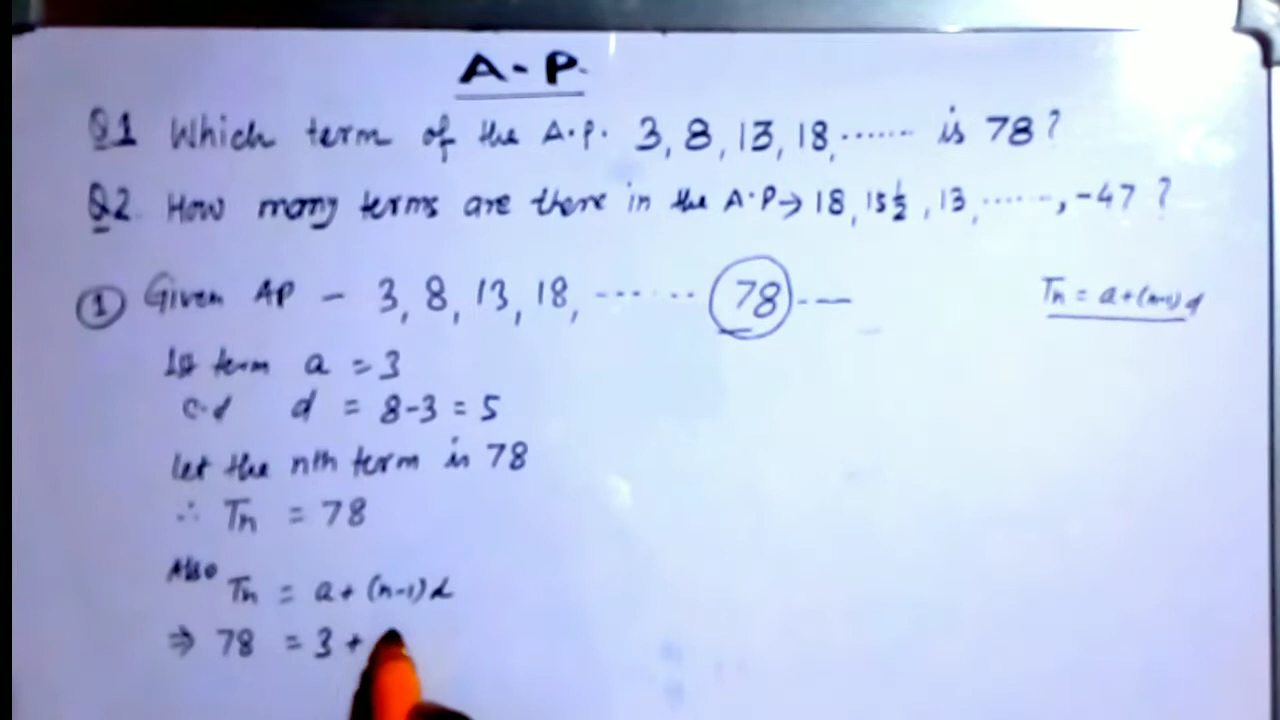 A.P.
Q1 Which term of the A.P. 3, 8, 13, 18, ...... is 78?
Q2. How many terms are there in the A.P → 18, 15½, 13, ......, -47 ?
① Given AP - 3, 8, 13, 18, ...... 78 ---
Tn = a+(n-1)d
1st term a = 3
c.d d = 8-3 = 5
let the nth term is 78
∴ Tn = 78
Also
Tn = a+(n-1)d
⇒ 78 = 3 +